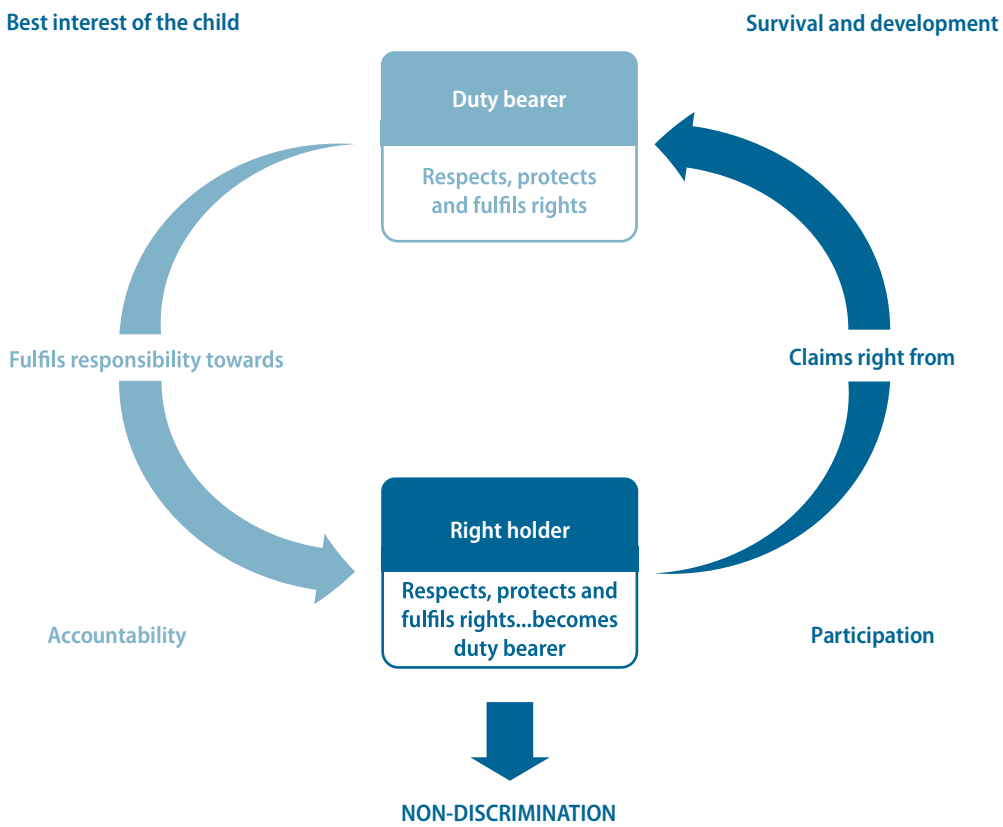 Best interest of the child
Survival and development
Duty bearer
Respects, protects
and fulfils rights
Fulfils responsibility towards
Claims right from
Right holder
Respects, protects and
fulfils rights...becomes
duty bearer
Accountability
Participation
NON-DISCRIMINATION